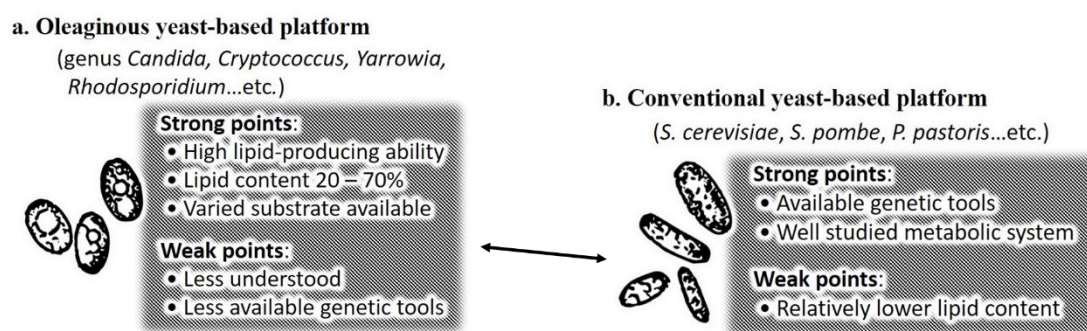 a. Oleaginous yeast-based platform
(genus Candida, Cryptococcus, Yarrowia,
Rhodosporidium...etc.)
Strong points:
• High lipid-producing ability
• Lipid content 20 – 70%
• Varied substrate available
Weak points:
• Less understood
• Less available genetic tools
b. Conventional yeast-based platform
(S. cerevisiae, S. pombe, P. pastoris...etc.)
Strong points:
• Available genetic tools
• Well studied metabolic system
Weak points:
• Relatively lower lipid content